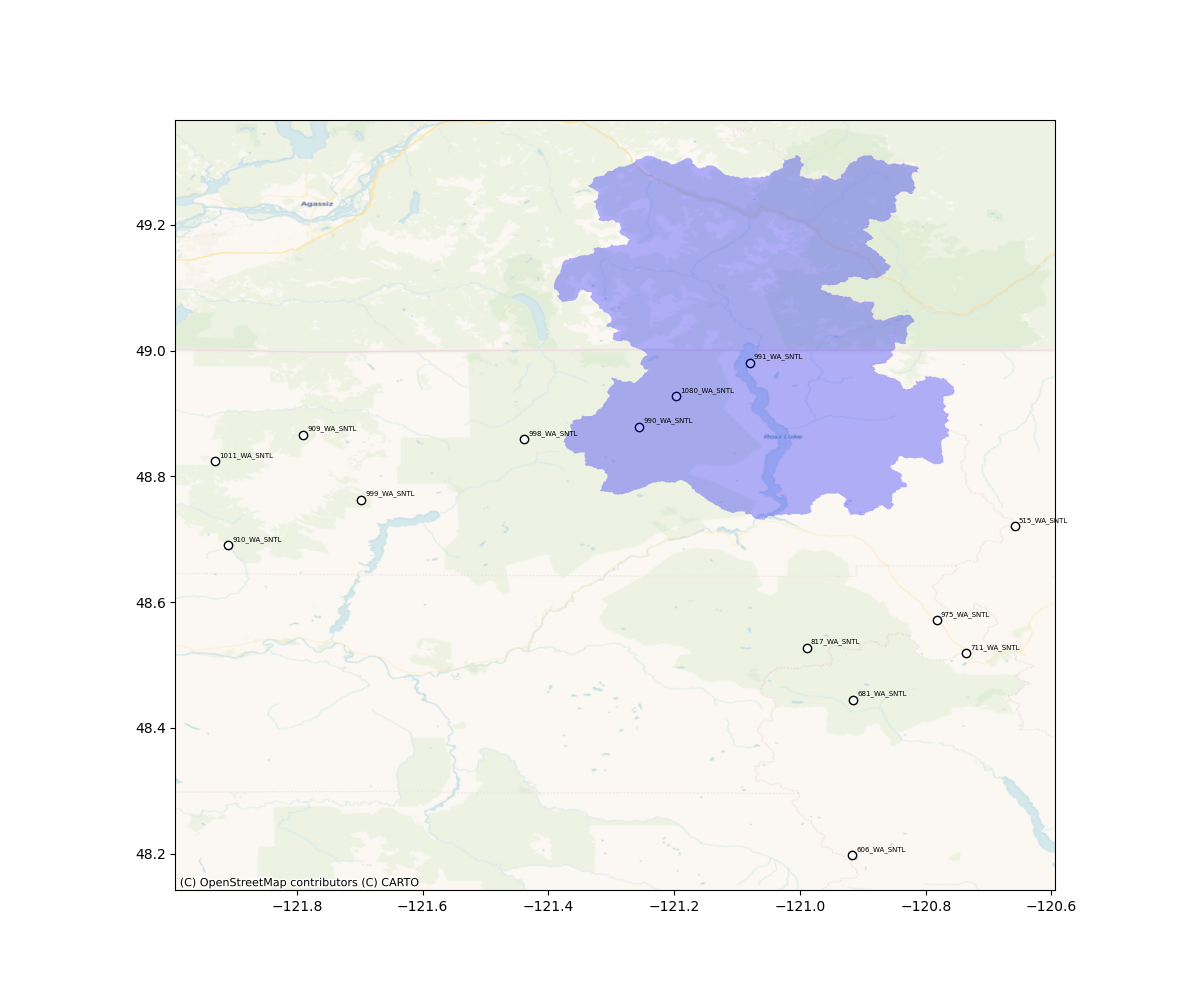 Agassiz
49.2
49.0
991_WA_SNTL
1080_WA_SNTL
990_WA_SNTL
909_WA_SNTL
998_WA_SNTL
Ross Lake
1011_WA_SNTL
48.8
999_WA_SNTL
515_WA_SNTL
910_WA_SNTL
48.6
975_WA_SNTL
817_WA_SNTL
711_WA_SNTL
681_WA_SNTL
48.4
48.2
606_WA_SNTL
(C) OpenStreetMap contributors (C) CARTO
−121.8 −121.6 −121.4 −121.2 −121.0 −120.8 −120.6